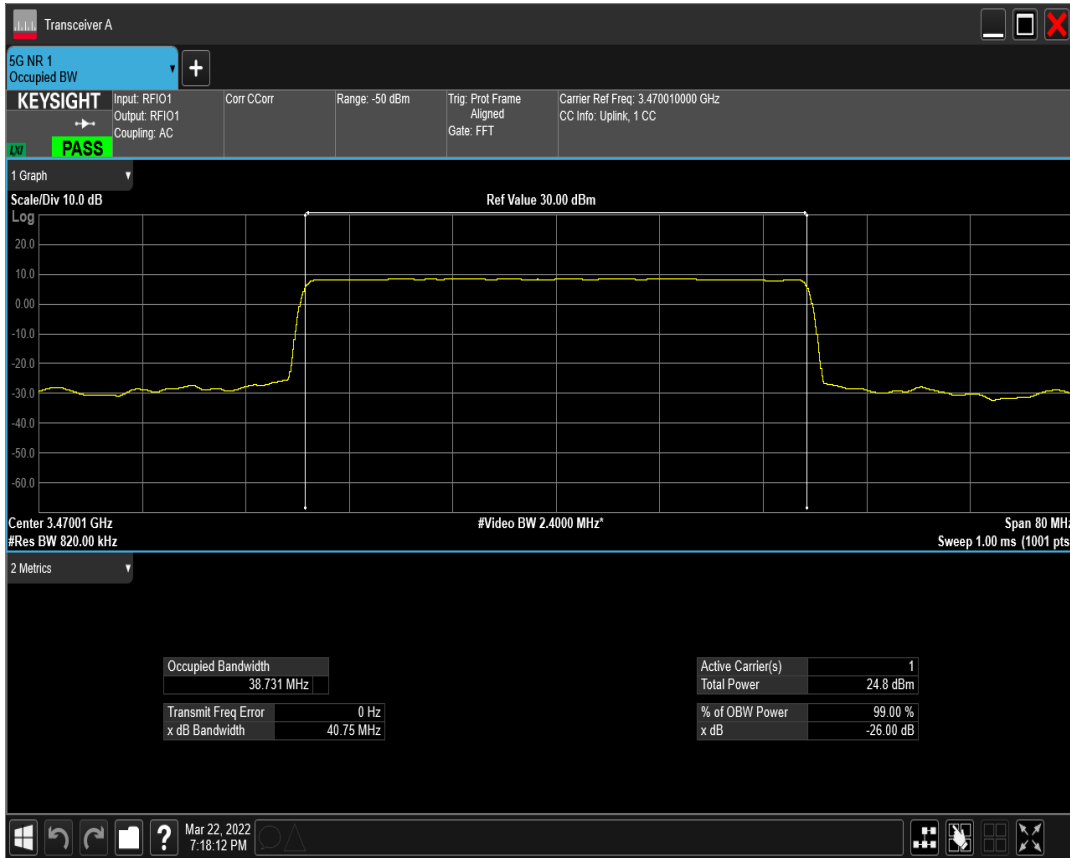 Transceiver A
5G NR 1
Occupied BW
KEYSIGHT
LXI
PASS
Input: RFIO1
Output: RFIO1
Coupling: AC
Corr CCorr
Range: -50 dBm
Trig: Prot Frame
Aligned
Gate: FFT
Carrier Ref Freq: 3.470010000 GHz
CC Info: Uplink, 1 CC
1 Graph
Scale/Div 10.0 dB
Ref Value 30.00 dBm
Log
20.0
10.0
0.00
-10.0
-20.0
-30.0
-40.0
-50.0
-60.0
Center 3.47001 GHz
#Video BW 2.4000 MHz*
Span 80 MHz
#Res BW 820.00 kHz
Sweep 1.00 ms (1001 pts
2 Metrics
Occupied Bandwidth
38.731 MHz
Transmit Freq Error 0 Hz
x dB Bandwidth 40.75 MHz
Active Carrier(s) 1
Total Power 24.8 dBm
% of OBW Power 99.00 %
x dB -26.00 dB
?
Mar 22, 2022
7:18:12 PM